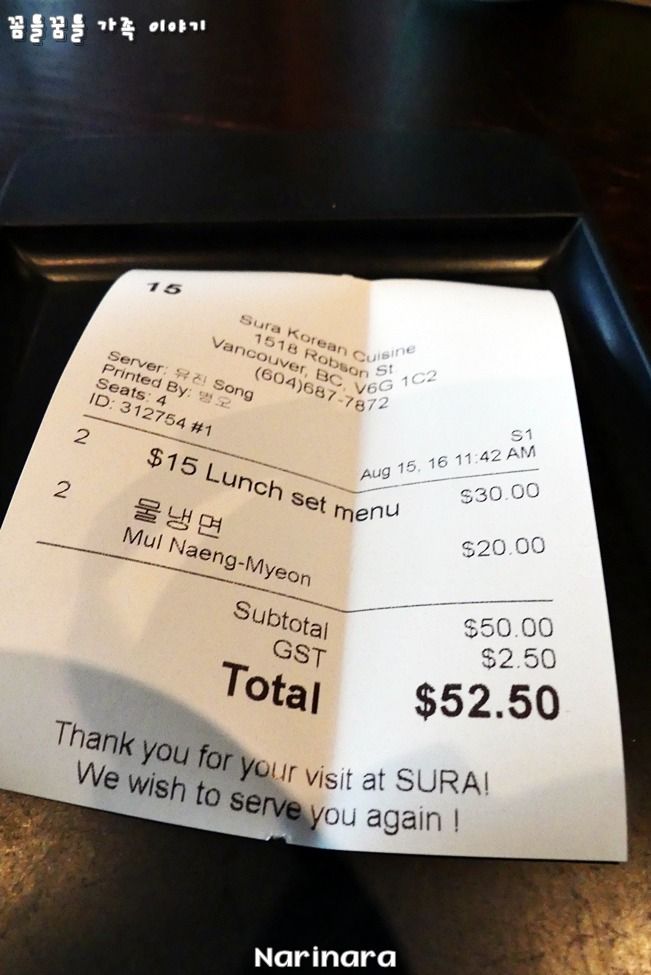 꿈틀꿈틀 가족 이야기
15
Sura Korean Cuisine
1518 Robson St
Vancouver, BC, V6G 1C2
(604)687-7872
Server: 유진 Song
Printed By:
Seats: 4
ID: 312754 #1
S1
Aug 15, 16 11:42 AM
2 $15 Lunch set menu $30.00
2 물냉면 $20.00
Mul Naeng-Myeon
Subtotal $50.00
GST $2.50
Total $52.50
Thank you for your visit at SURA!
We wish to serve you again !
Narinara